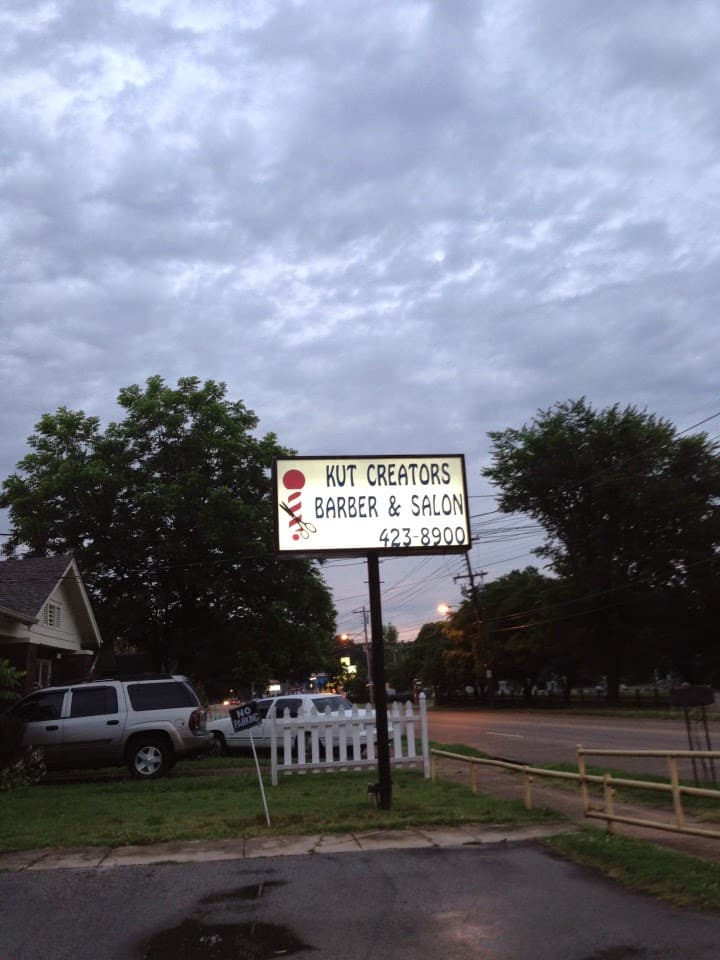 KUT CREATORS
BARBER & SALON
423-8900
NO
PARKING